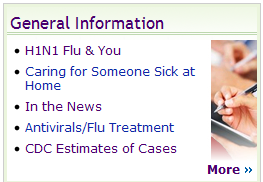 General Information
• H1N1 Flu & You
• Caring for Someone Sick at
Home
• In the News
• Antivirals/Flu Treatment
• CDC Estimates of Cases
More »